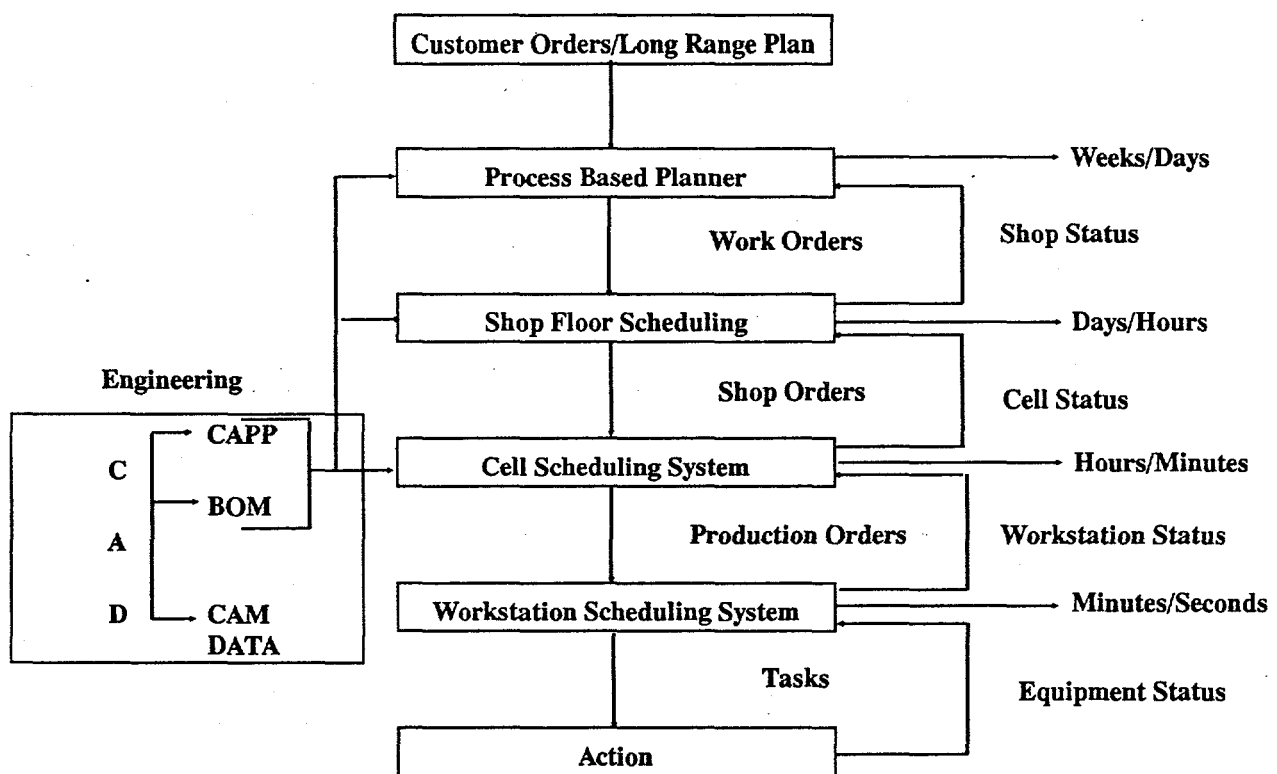 Customer Orders/Long Range Plan
Process Based Planner
Weeks/Days
Work Orders
Shop Status
Shop Floor Scheduling
Days/Hours
Engineering
Shop Orders
Cell Status
CAPP
C
Cell Scheduling System
Hours/Minutes
BOM
A
Production Orders
Workstation Status
D
CAM
DATA
Workstation Scheduling System
Minutes/Seconds
Tasks
Equipment Status
Action